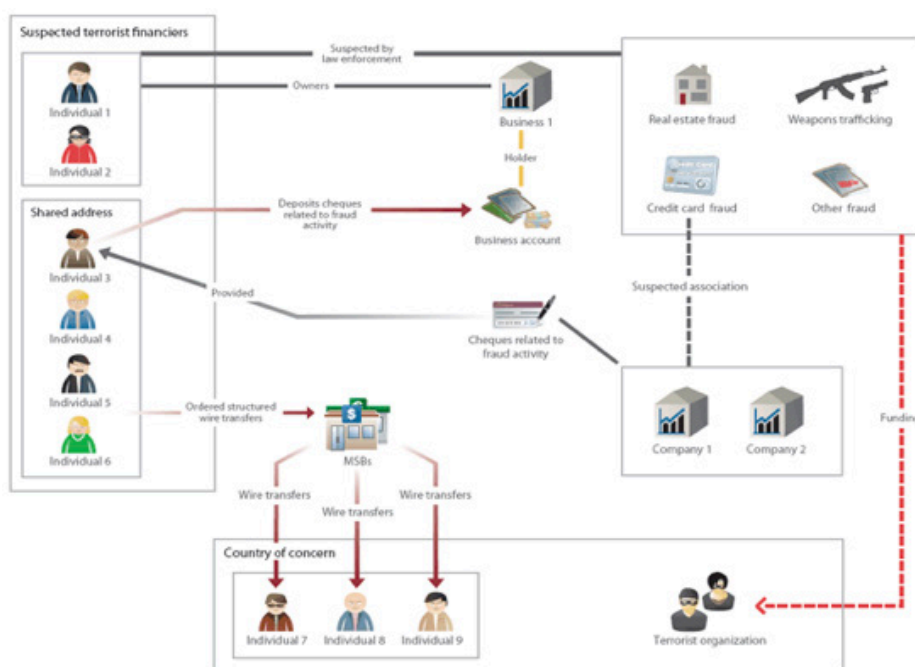 Suspected terrorist financiers
Individual 1
Individual 2
Suspected by
law enforcement
Owners
Business 1
Holder
Real estate fraud
Weapons trafficking
Credit card fraud
Other fraud
Shared address
Individual 3
Individual 4
Individual 5
Individual 6
Deposits cheques
related to fraud
activity
Business account
Provided
Cheques related to
fraud activity
Suspected association
Company 1
Company 2
Funding
Ordered structured
wire transfers
$
MSBs
Wire transfers
Wire transfers
Wire transfers
Country of concern
Individual 7
Individual 8
Individual 9
Terrorist organization